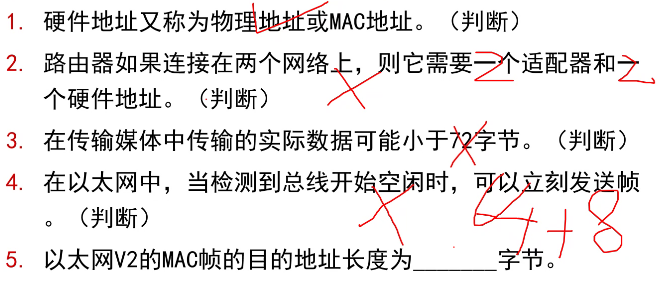 1. 硬件地址又称为物理地址或MAC地址。（判断）
2. 路由器如果连接在两个网络上，则它需要一个适配器和一
个硬件地址。（判断）
2 2
3. 在传输媒体中传输的实际数据可能小于72字节。（判断）
4. 在以太网中，当检测到总线开始空闲时，可以立刻发送帧
。（判断）
64+8
5. 以太网V2的MAC帧的目的地址长度为_______字节。